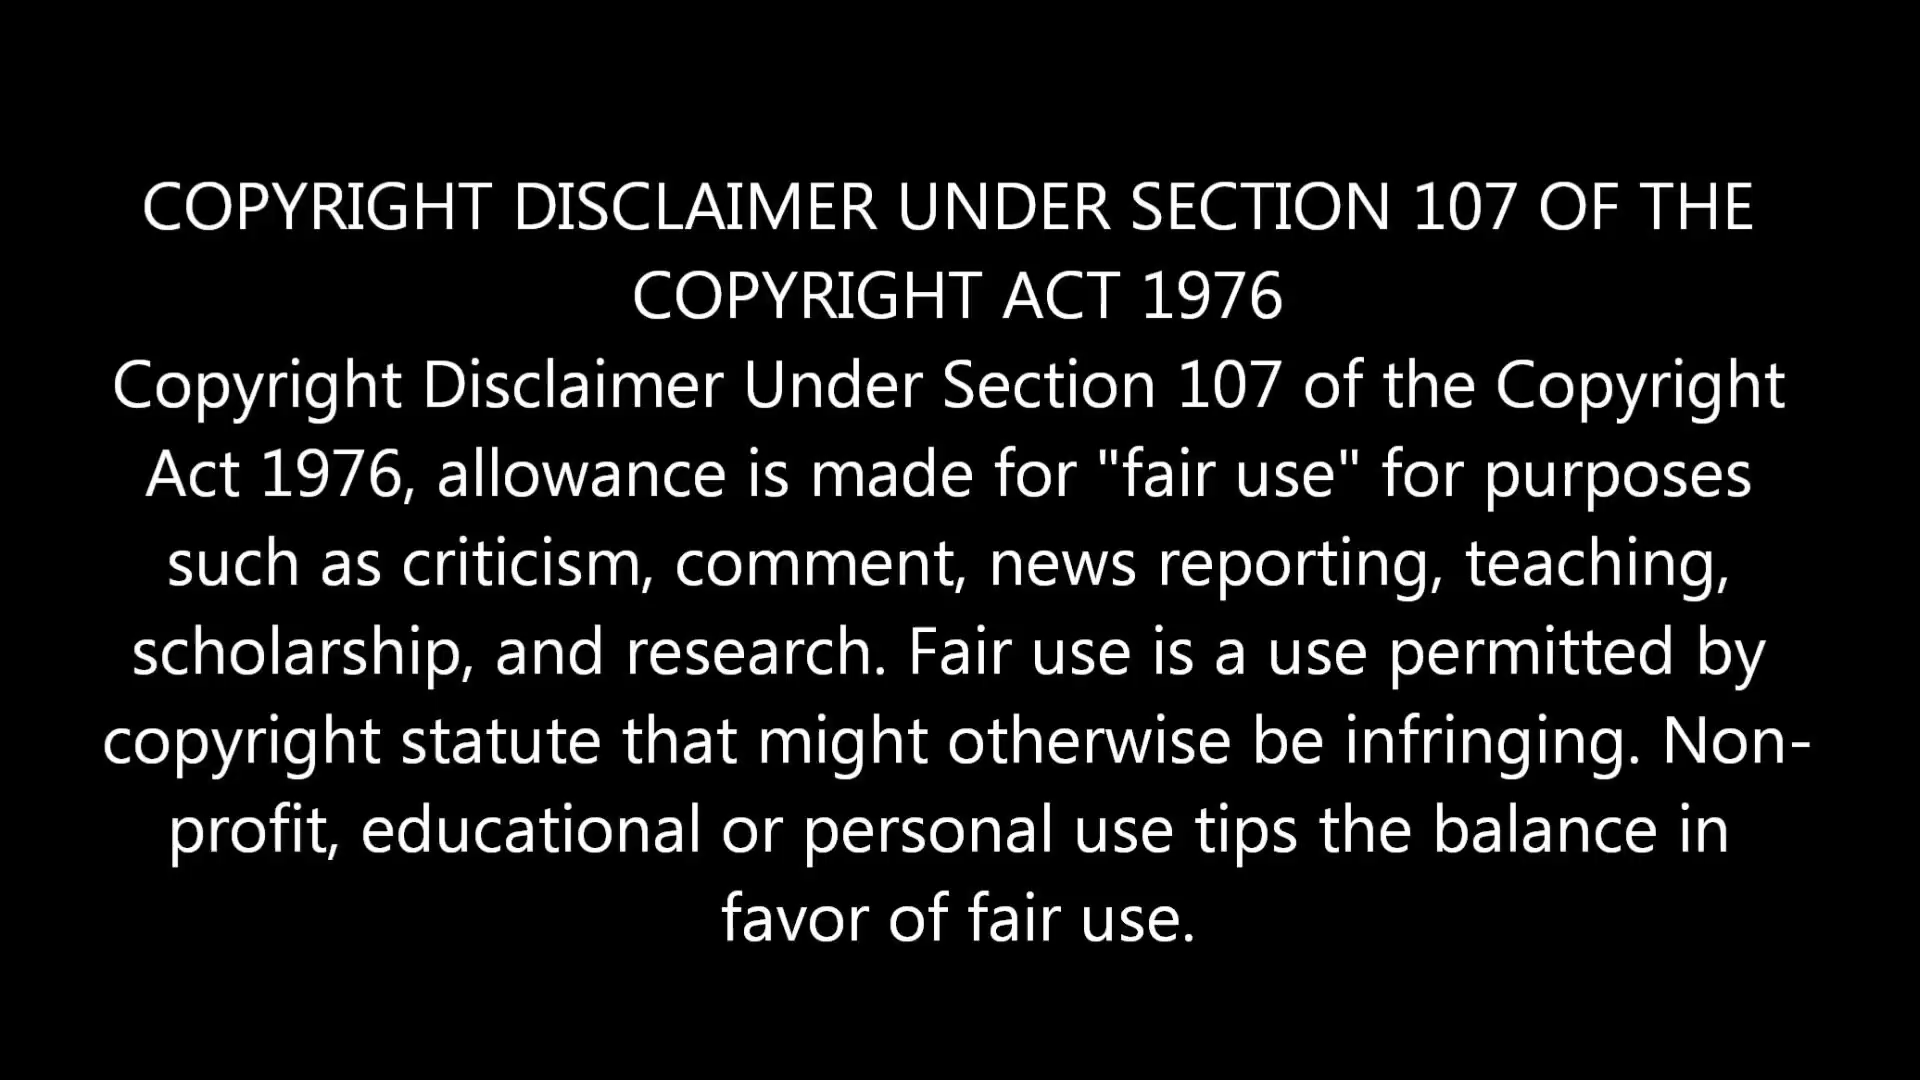 COPYRIGHT DISCLAIMER UNDER SECTION 107 OF THE
COPYRIGHT ACT 1976
Copyright Disclaimer Under Section 107 of the Copyright
Act 1976, allowance is made for "fair use" for purposes
such as criticism, comment, news reporting, teaching,
scholarship, and research. Fair use is a use permitted by
copyright statute that might otherwise be infringing. Non-
profit, educational or personal use tips the balance in
favor of fair use.